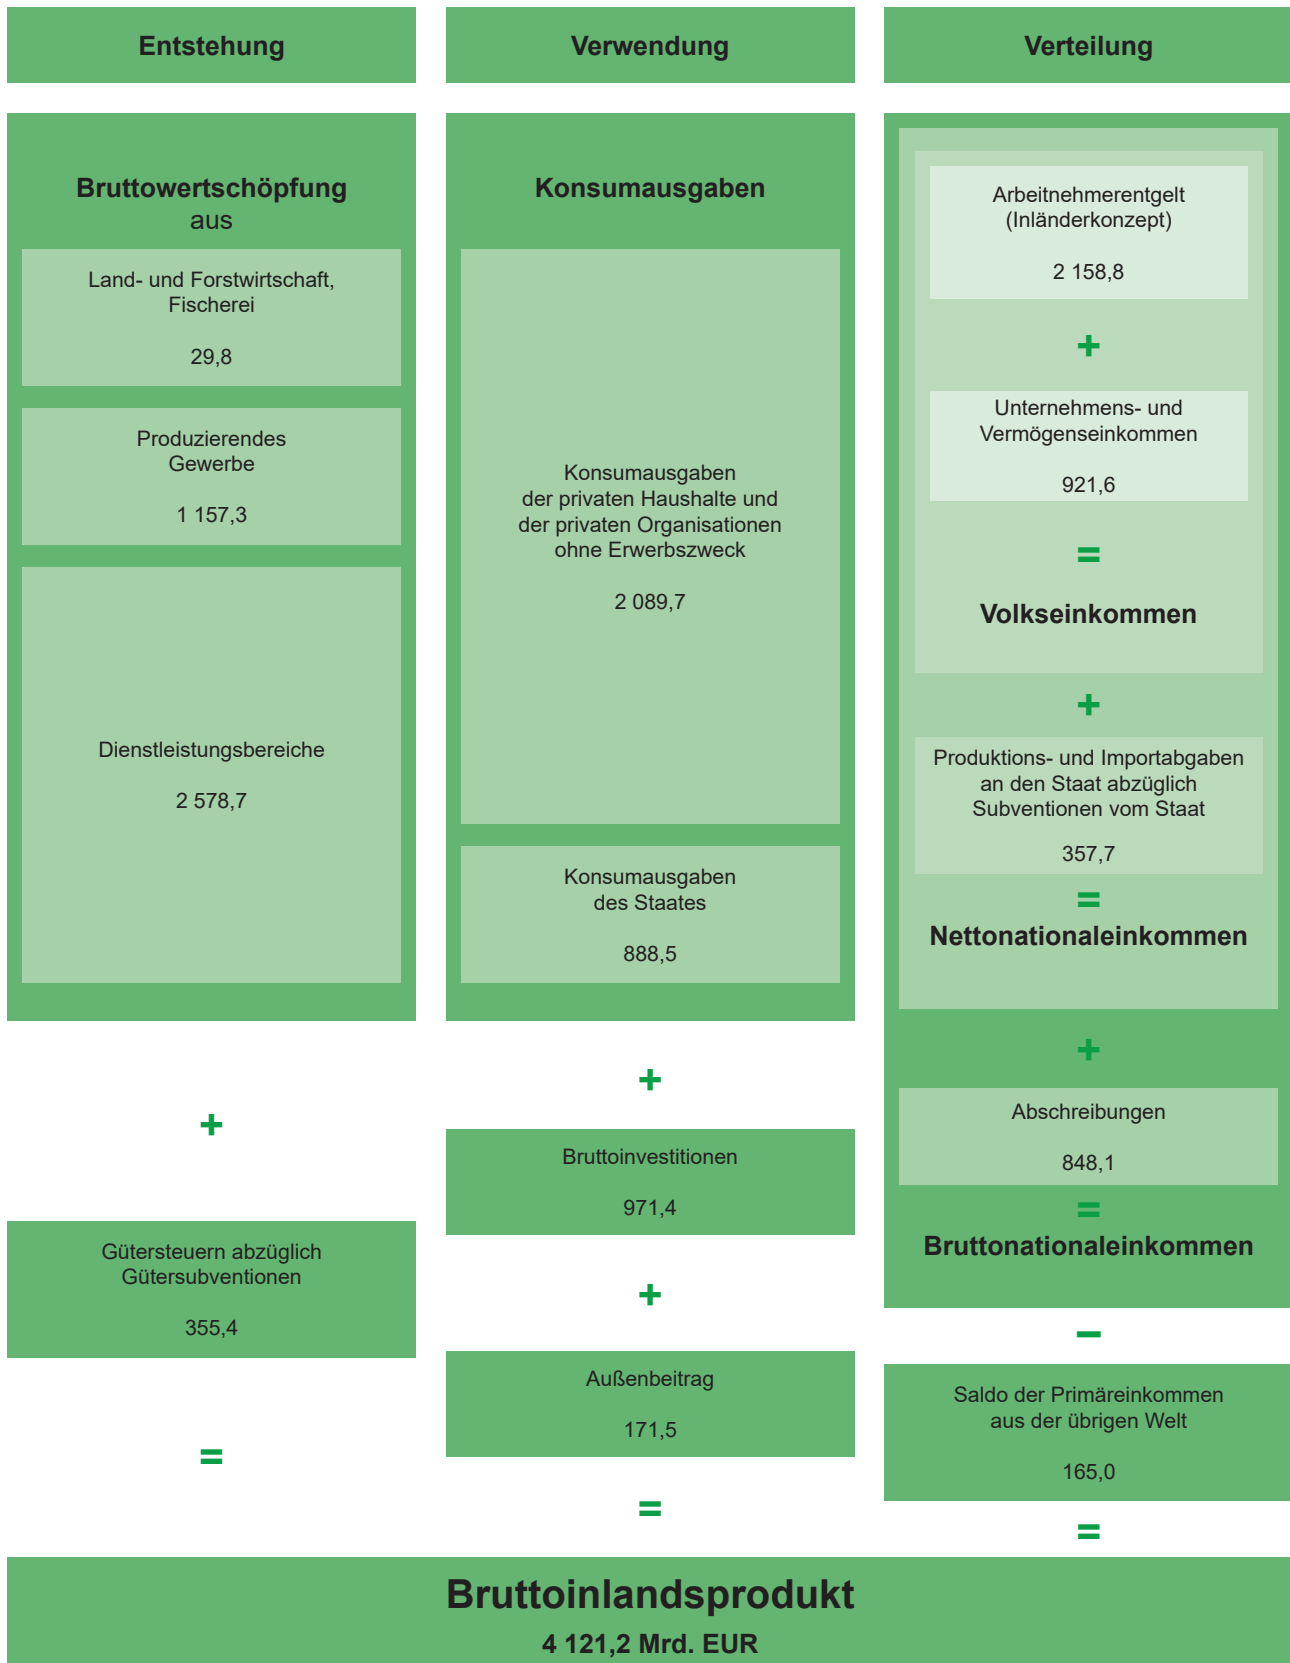 Entstehung
Bruttowertschöpfung
aus
Land- und Forstwirtschaft,
Fischerei
29,8
Produzierendes
Gewerbe
1 157,3
Dienstleistungsbereiche
2 578,7
+
Gütersteuern abzüglich
Gütersubventionen
355,4
=
Verwendung
Konsumausgaben
Konsumausgaben
der privaten Haushalte und
der privaten Organisationen
ohne Erwerbszweck
2 089,7
Konsumausgaben
des Staates
888,5
+
Bruttoinvestitionen
971,4
+
Außenbeitrag
171,5
=
Verteilung
Arbeitnehmerentgelt
(Inländerkonzept)
2 158,8
+
Unternehmens- und
Vermögenseinkommen
921,6
=
Volkseinkommen
+
Produktions- und Importabgaben
an den Staat abzüglich
Subventionen vom Staat
357,7
=
Nettonationaleinkommen
+
Abschreibungen
848,1
=
Bruttonationaleinkommen
−
Saldo der Primäreinkommen
aus der übrigen Welt
165,0
=
Bruttoinlandsprodukt
4 121,2 Mrd. EUR